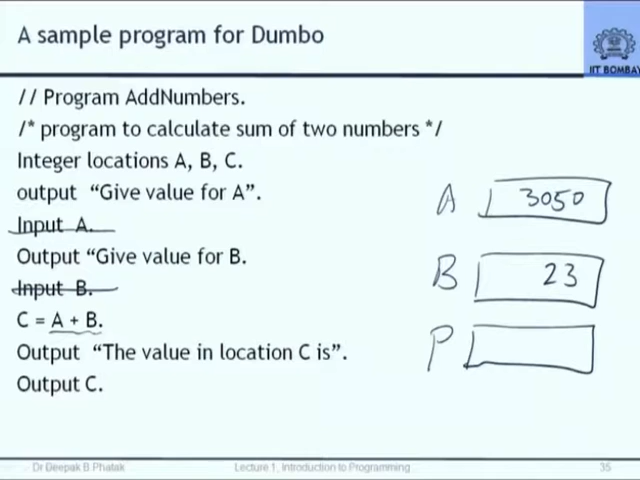 A sample program for Dumbo
IIT BOMBAY
// Program AddNumbers.
/* program to calculate sum of two numbers */
Integer locations A, B, C.
output “Give value for A”.
Input A.
Output “Give value for B.
Input B.
C = A + B.
Output “The value in location C is”.
Output C.
A 3050
B 23
P
Dr Deepak B Phatak
Lecture 1. Introduction to Programming
35